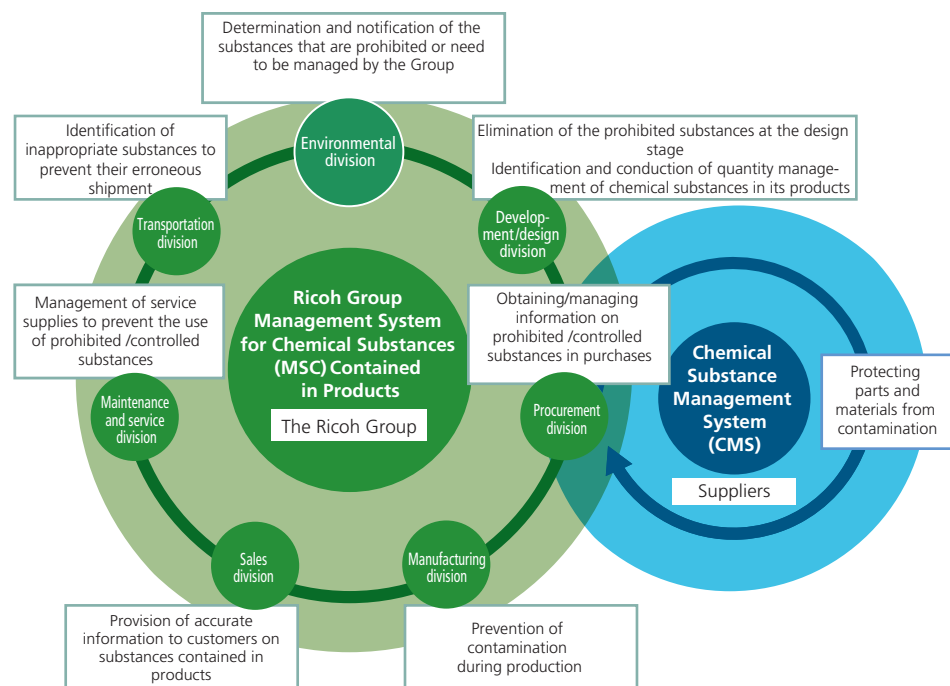 Determination and notification of the
substances that are prohibited or need
to be managed by the Group
Environmental
division
Identification of
inappropriate substances to
prevent their erroneous
shipment
Transportation
division
Elimination of the prohibited substances at the design
stage
Identification and conduction of quantity manage-
ment of chemical substances in its products
Develop-
ment/design
division
Management of service
supplies to prevent the use
of prohibited /controlled
substances
Maintenance
and service
division
Ricoh Group
Management System
for Chemical Substances
(MSC) Contained
in Products
The Ricoh Group
Obtaining/managing
information on
prohibited /controlled
substances in purchases
Procurement
division
Chemical
Substance
Management
System
(CMS)
Suppliers
Protecting
parts and
materials from
contamination
Sales
division
Provision of accurate
information to customers on
substances contained in
products
Manufacturing
division
Prevention of
contamination
during production